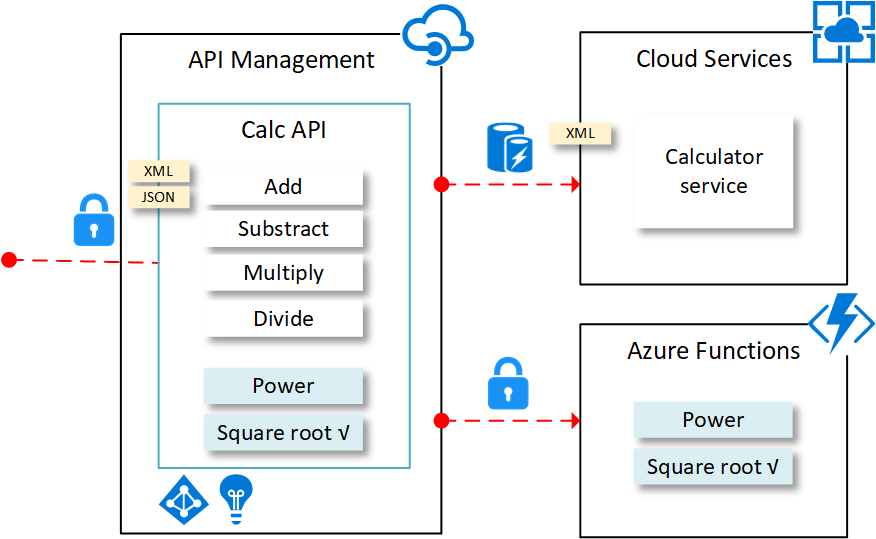 API Management
Calc API
XML
JSON
Add
Substract
Multiply
Divide
Power
Square root √
Cloud Services
XML
Calculator
service
Azure Functions
Power
Square root √